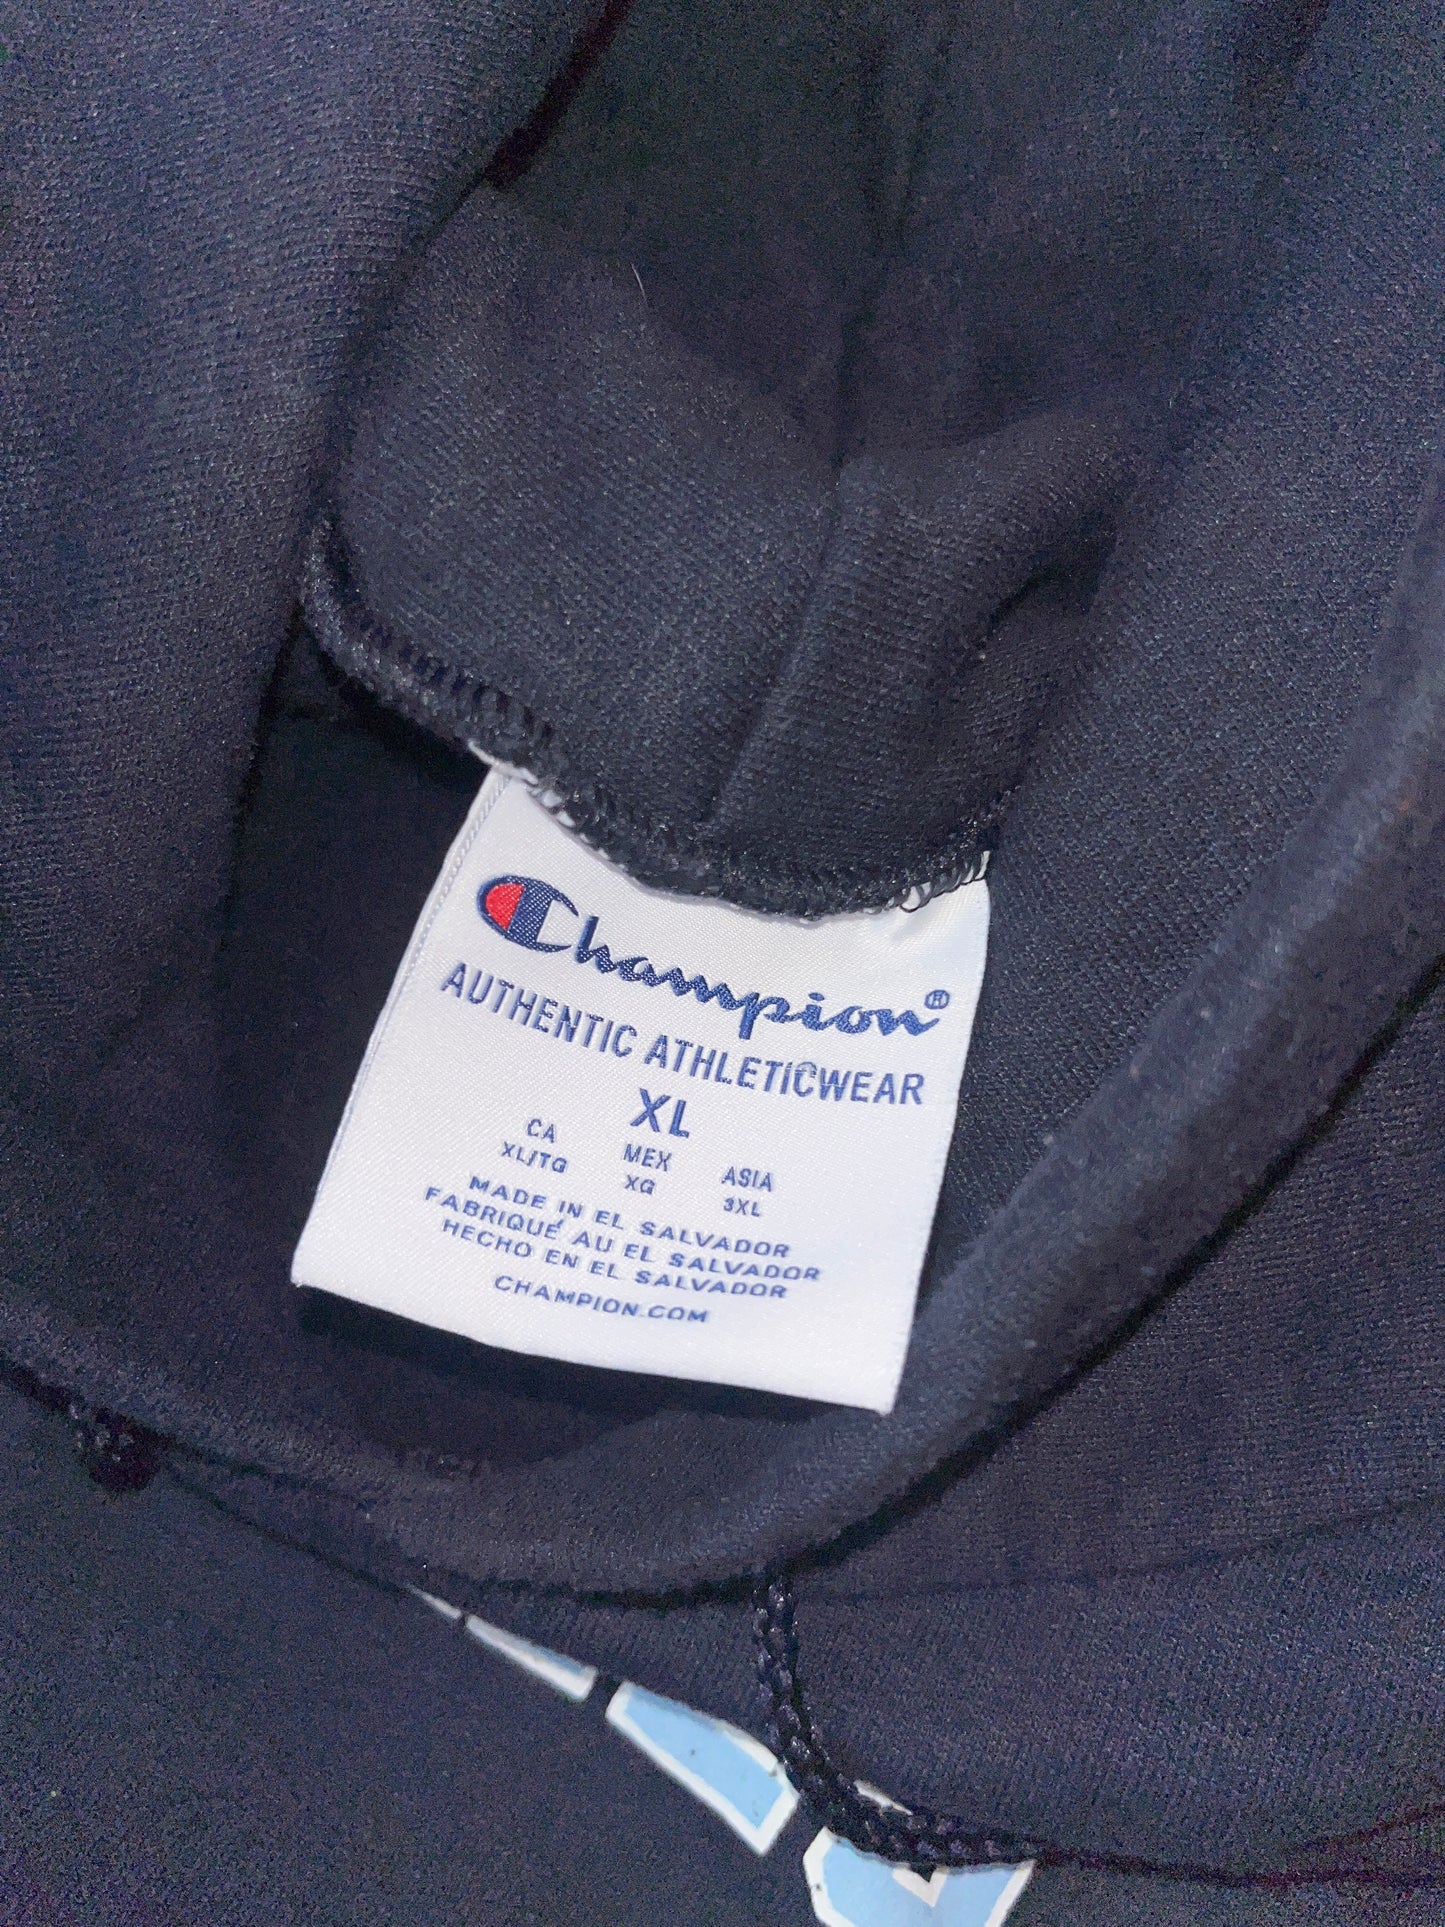 Champion®
AUTHENTIC ATHLETICWEAR
XL
CA MEX ASIA
XL/TG XG 3XL
MADE IN EL SALVADOR
FABRIQUÉ AU EL SALVADOR
HECHO EN EL SALVADOR
CHAMPION.COM